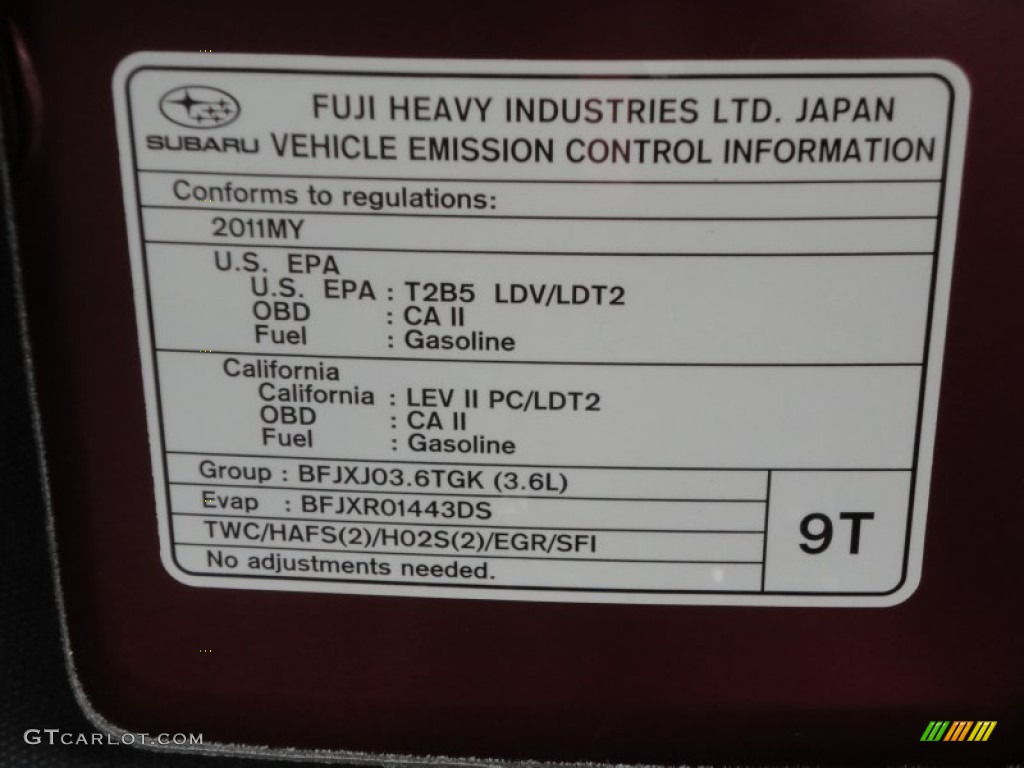 FUJI HEAVY INDUSTRIES LTD. JAPAN
SUBARU VEHICLE EMISSION CONTROL INFORMATION
Conforms to regulations:
2011MY
U.S. EPA
U.S. EPA : T2B5 LDV/LDT2
OBD : CA II
Fuel : Gasoline
California
California : LEV II PC/LDT2
OBD : CA II
Fuel : Gasoline
Group : BFJXJ03.6TGK (3.6L)
Evap : BFJXR01443DS
TWC/HAFS(2)/HO2S(2)/EGR/SFI
No adjustments needed.
9T
GTCARLOT.COM